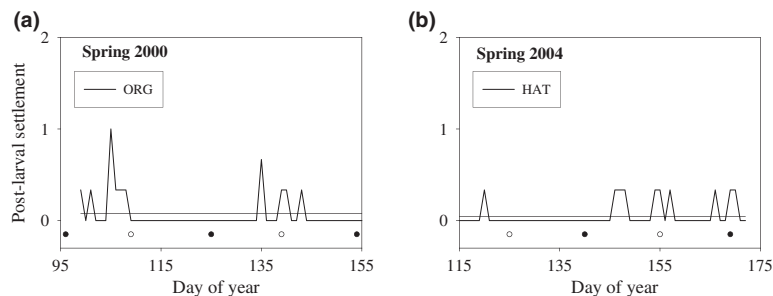 (a)
Spring 2000
ORG
Post-larval settlement
2
1
0
95 115 135 155
Day of year
(b)
Spring 2004
HAT
2
1
0
115 135 155 175
Day of year